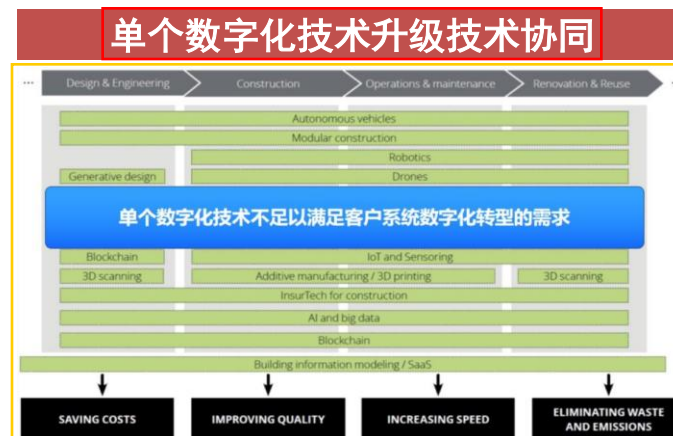 单个数字化技术升级技术协同
Design & Engineering
Construction
Operations & maintenance
Renovation & Reuse
Autonomous vehicles
Modular construction
Robotics
Generative design
Drones
单个数字化技术不足以满足客户系统数字化转型的需求
Blockchain
IoT and Sensoring
3D scanning
Additive manufacturing / 3D printing
3D scanning
InsurTech for construction
AI and big data
Blockchain
Building information modeling / SaaS
SAVING COSTS
IMPROVING QUALITY
INCREASING SPEED
ELIMINATING WASTE
AND EMISSIONS